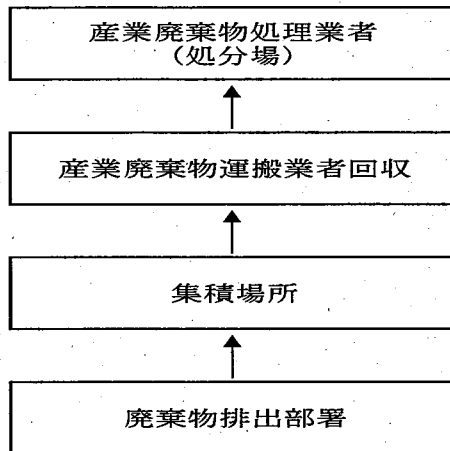 産業廃棄物処理業者
（処分場）
産業廃棄物運搬業者回収
集積場所
廃棄物排出部署